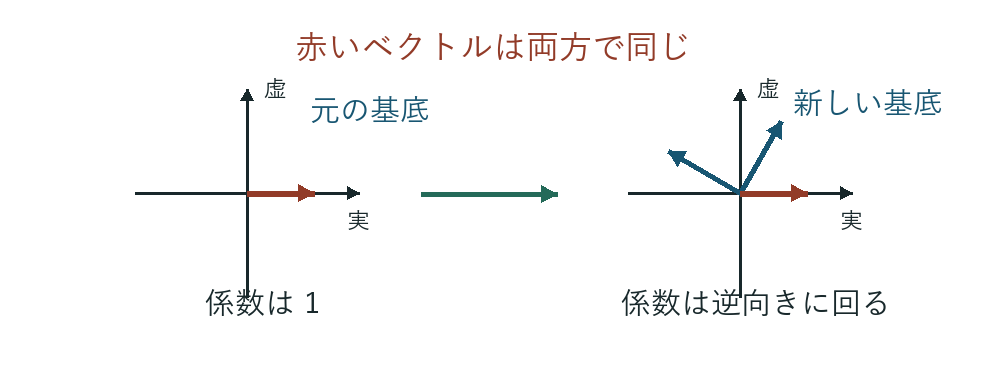 赤いベクトルは両方で同じ
虚
元の基底
実
係数は 1
虚
新しい基底
実
係数は逆向きに回る